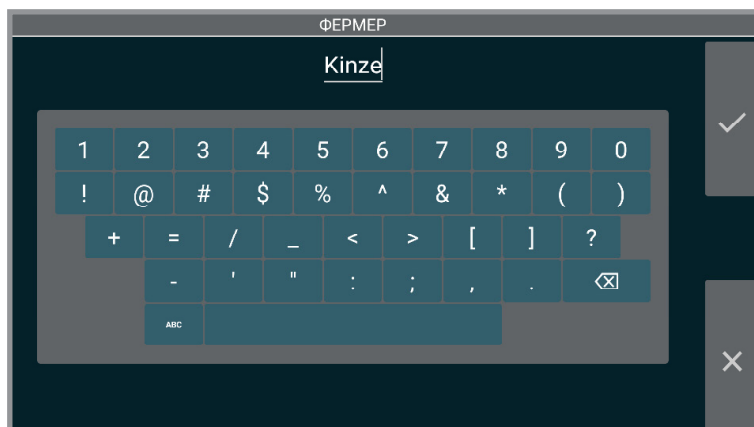 ФЕРМЕР
Kinze
1 2 3 4 5 6 7 8 9 0
! @ # $ % ^ & * ( )
+ = / _ < > [ ] ?
- ' " : ; , .
ABC